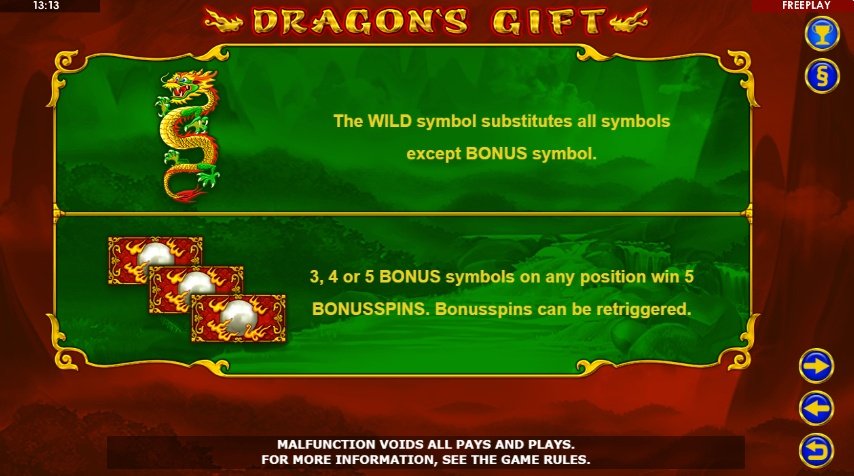 13:13
FREEPLAY
DRAGON'S GIFT
§
The WILD symbol substitutes all symbols
except BONUS symbol.
3, 4 or 5 BONUS symbols on any position win 5
BONUSSPINS. Bonusspins can be retriggered.
MALFUNCTION VOIDS ALL PAYS AND PLAYS.
FOR MORE INFORMATION, SEE THE GAME RULES.